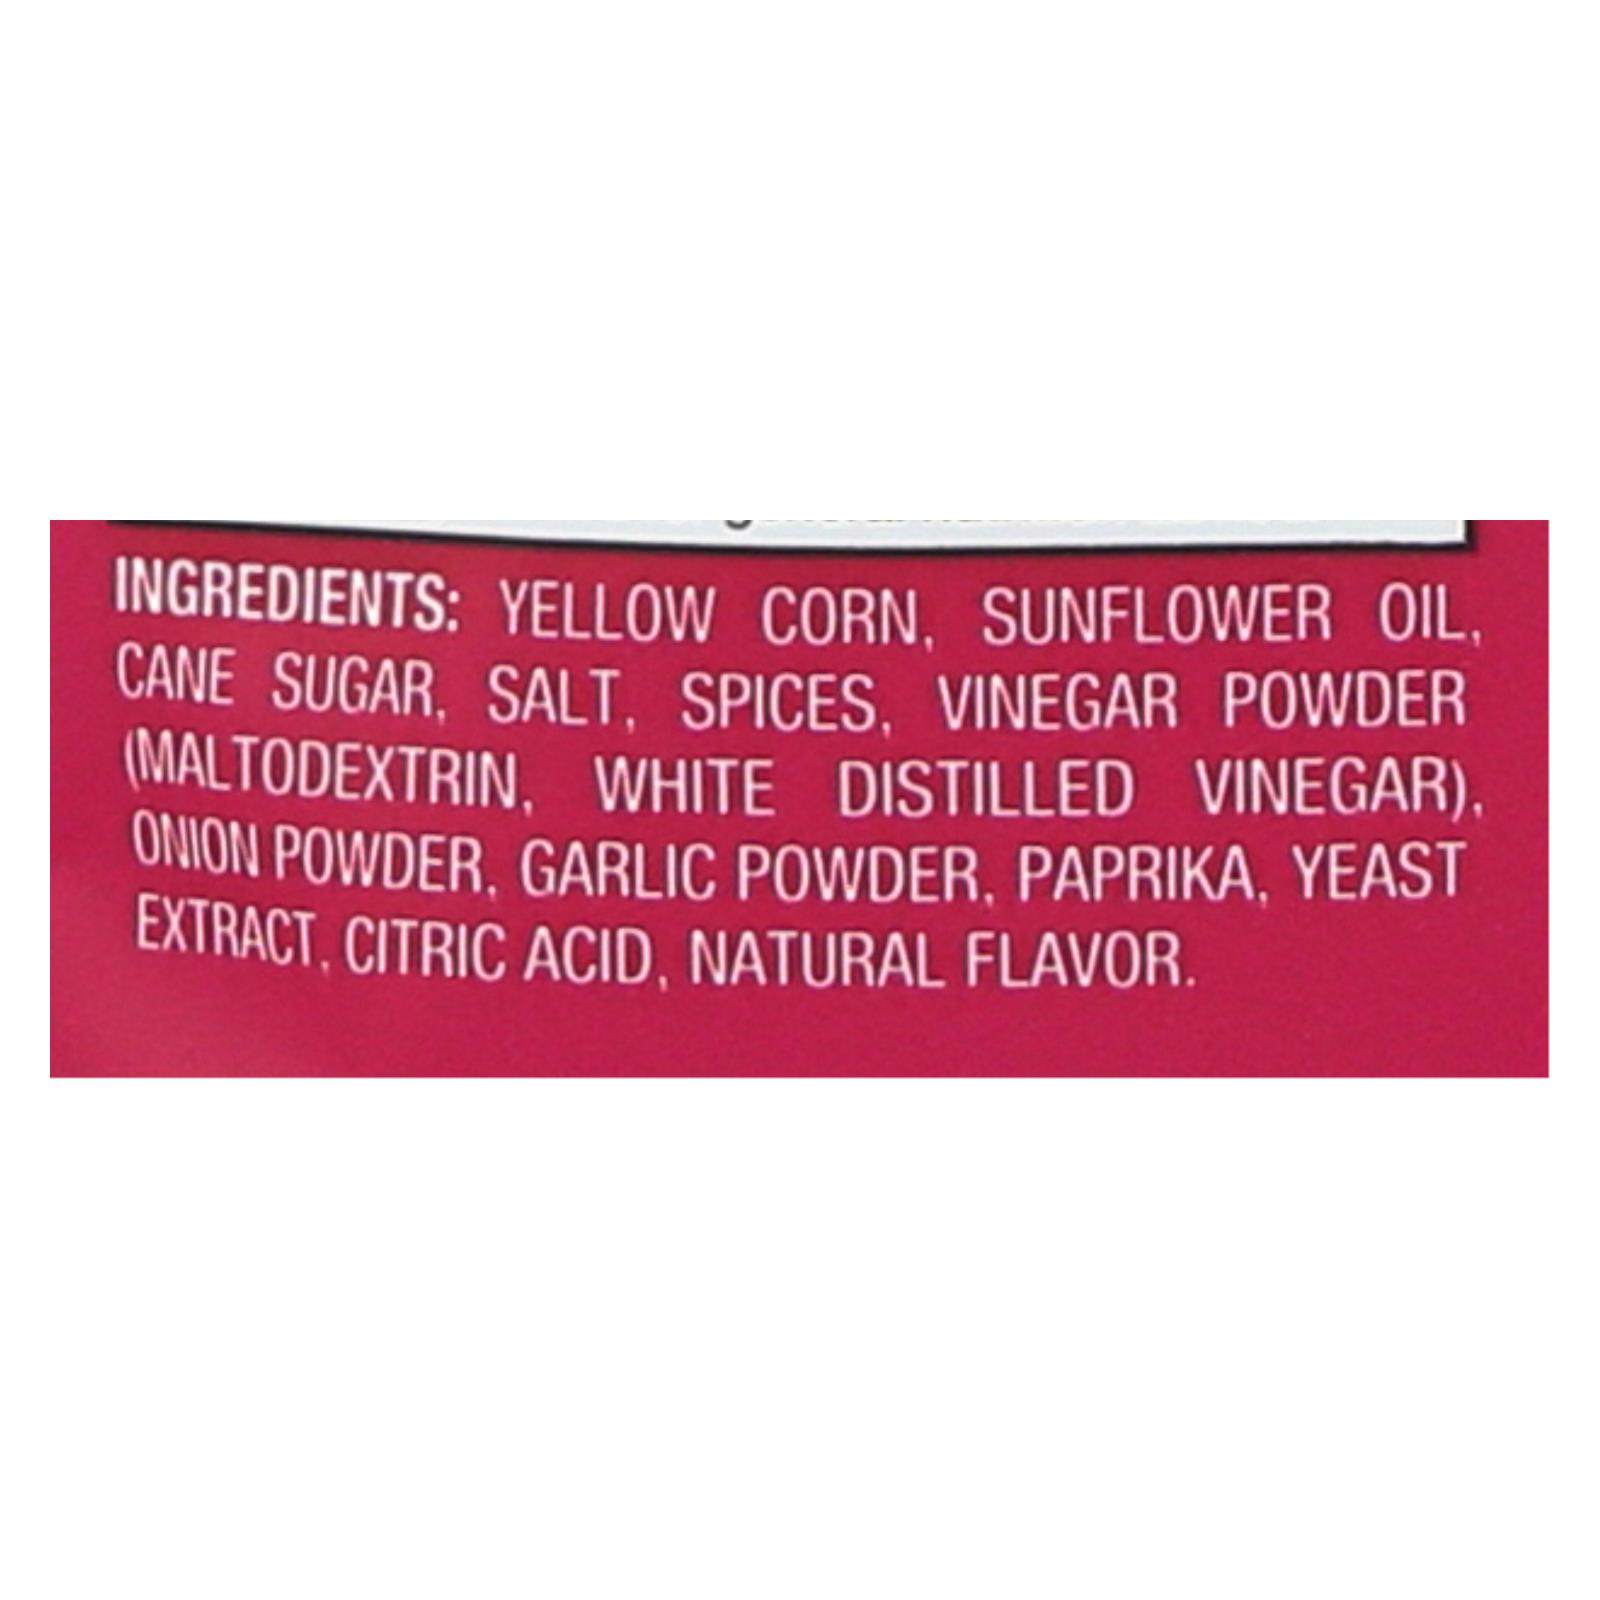 INGREDIENTS: YELLOW CORN, SUNFLOWER OIL,
CANE SUGAR, SALT, SPICES, VINEGAR POWDER
(MALTODEXTRIN, WHITE DISTILLED VINEGAR),
ONION POWDER, GARLIC POWDER, PAPRIKA, YEAST
EXTRACT, CITRIC ACID, NATURAL FLAVOR.